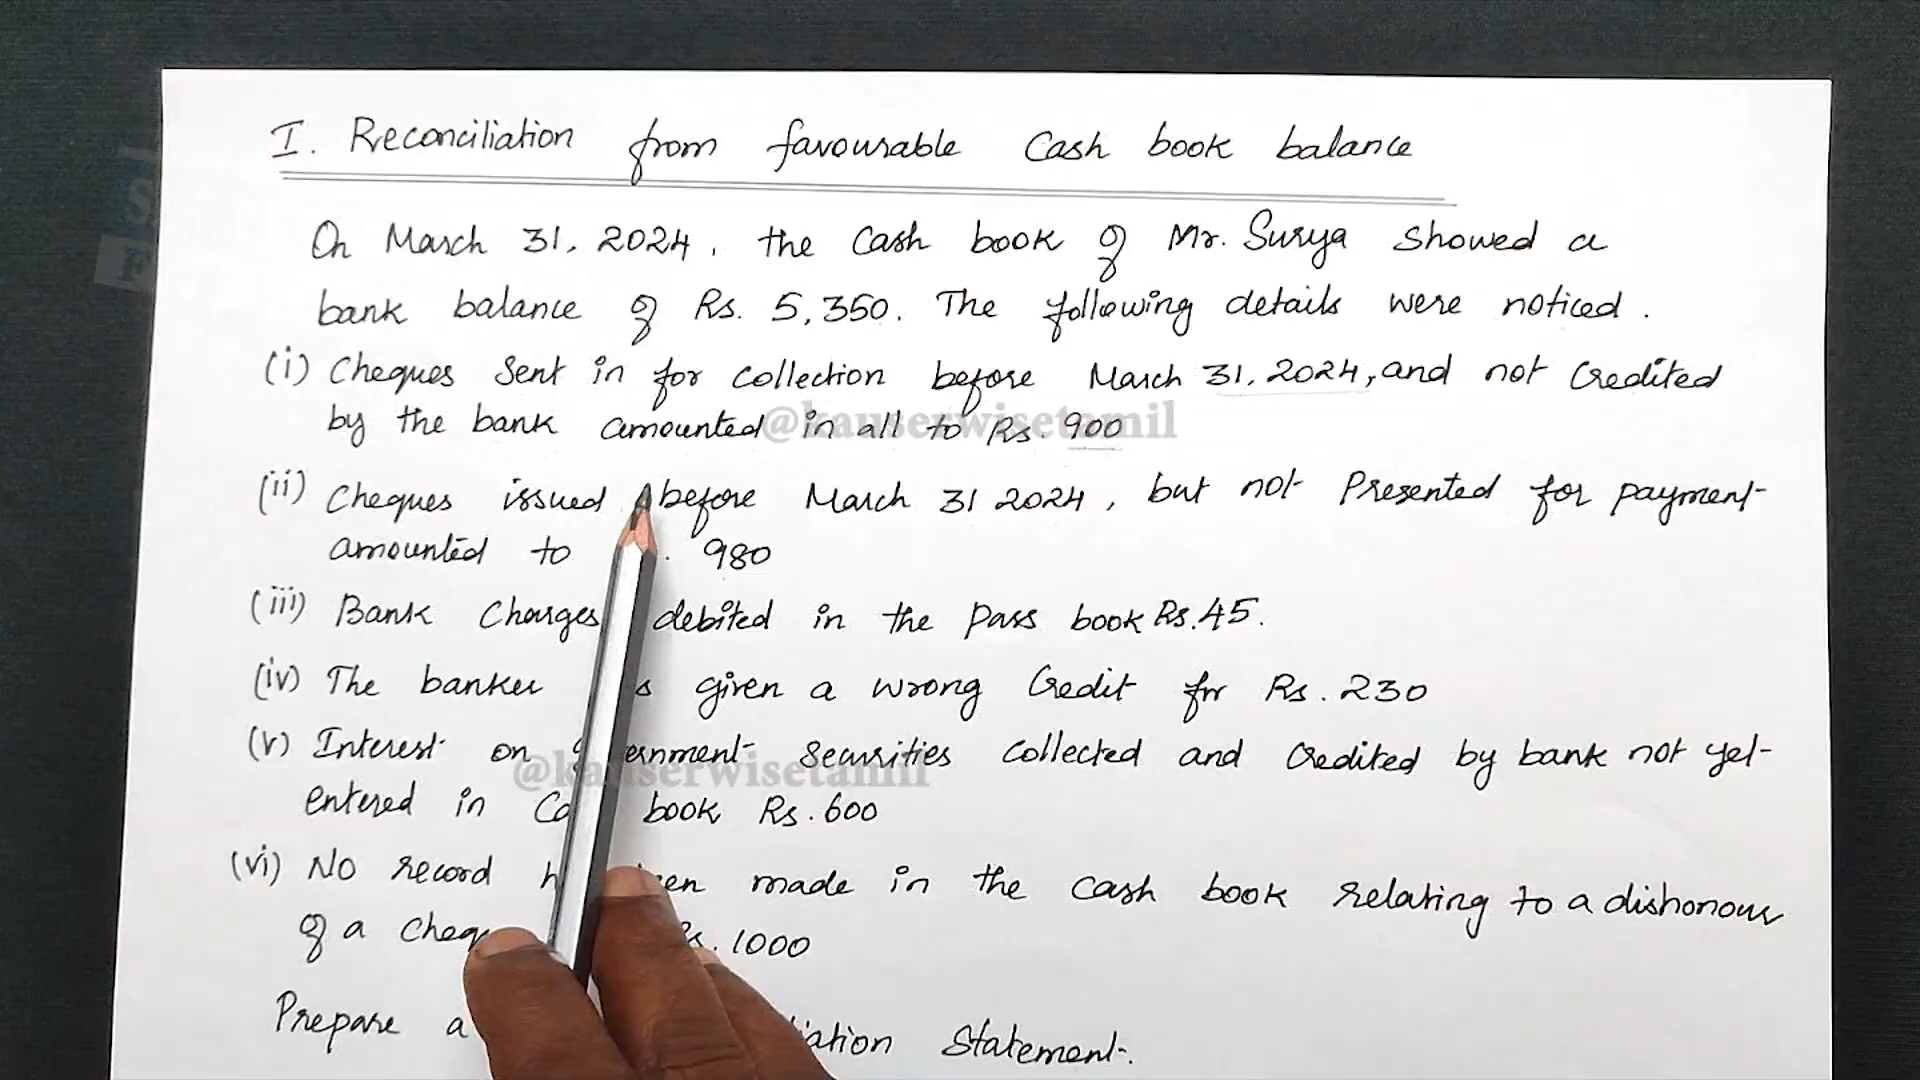 I. Reconciliation from favourable Cash book balance
On March 31, 2024, the Cash book of Mr. Surya showed a
bank balance of Rs. 5,350. The following details were noticed.
(i) Cheques sent in for collection before March 31, 2024, and not credited
by the bank amounted in all to Rs. 900
@kauserwisetamil
(ii) Cheques issued before March 31 2024, but not Presented for payment
amounted to 980
(iii) Bank Charges debited in the Pass book Rs. 45.
(iv) The banker given a wrong Credit for Rs. 230
(v) Interest on Securities Collected and Credited by bank not yet
@kauserwisetamil
entered in book Rs. 600
(vi) No record made in the Cash book relating to a dishonour
of a 1000
Prepare a Statement.